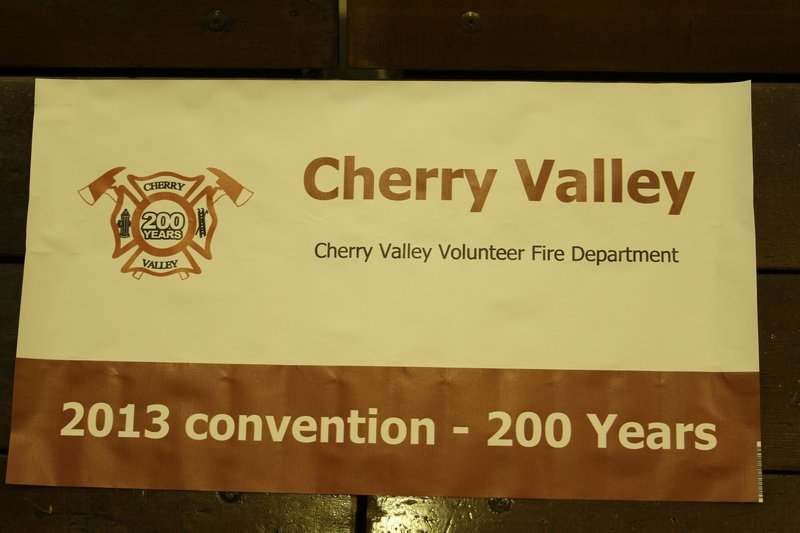 CHERRY
200
YEARS
VALLEY
Cherry Valley
Cherry Valley Volunteer Fire Department
2013 convention - 200 Years